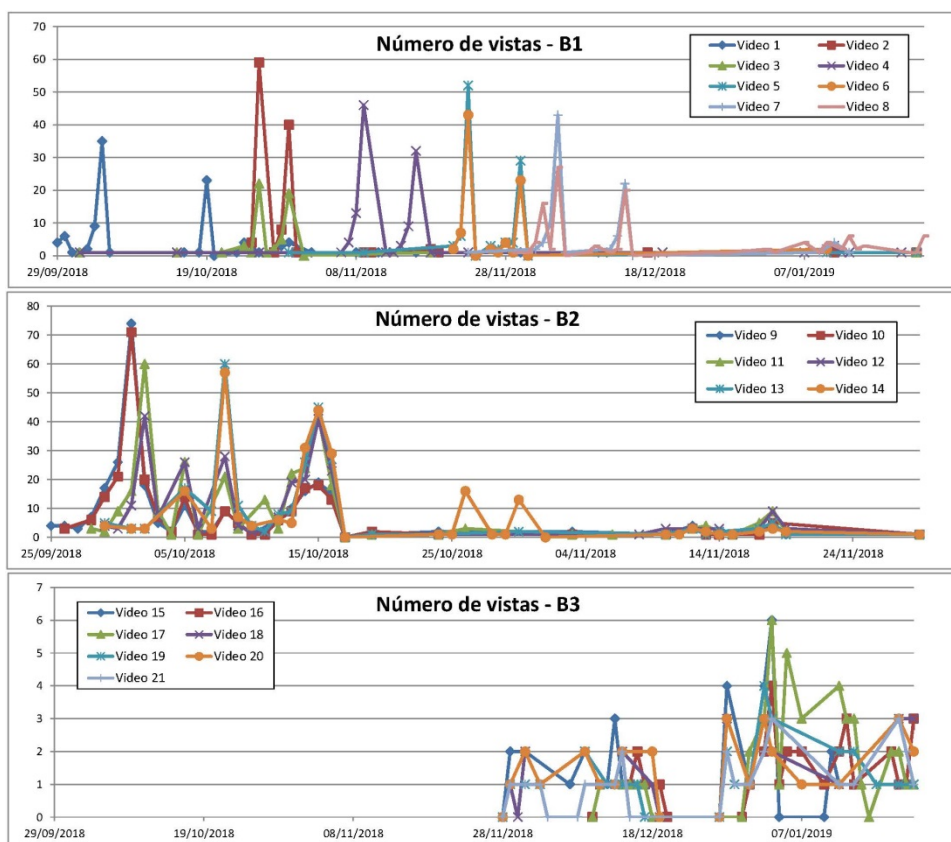 Número de vistas - B1
70
60
50
40
30
20
10
0
Video 1 Video 2
Video 3 Video 4
Video 5 Video 6
Video 7 Video 8
29/09/2018 19/10/2018 08/11/2018 28/11/2018 18/12/2018 07/01/2019
Número de vistas - B2
80
70
60
50
40
30
20
10
0
Video 9 Video 10
Video 11 Video 12
Video 13 Video 14
25/09/2018 05/10/2018 15/10/2018 25/10/2018 04/11/2018 14/11/2018 24/11/2018
Número de vistas - B3
7
6
5
4
3
2
1
0
Video 15 Video 16
Video 17 Video 18
Video 19 Video 20
Video 21
29/09/2018 19/10/2018 08/11/2018 28/11/2018 18/12/2018 07/01/2019